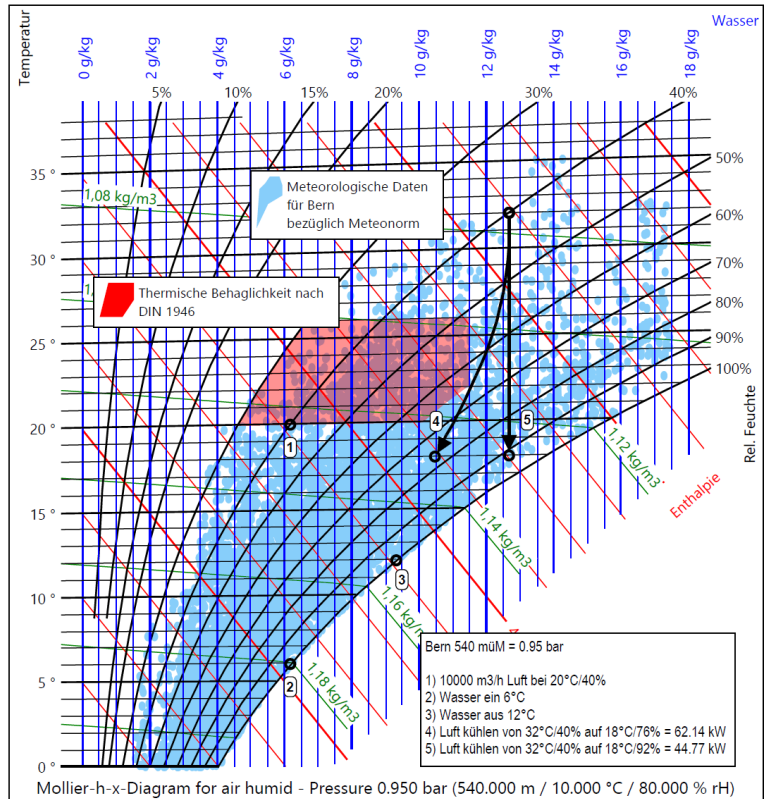 Wasser
Temperatur
0 g/kg
2 g/kg
4 g/kg
6 g/kg
8 g/kg
10 g/kg
12 g/kg
14 g/kg
16 g/kg
18 g/kg
5%
10%
15%
20%
30%
40%
50%
60%
70%
80%
90%
100%
Rel. Feuchte
35 °
30 °
25 °
20 °
15 °
10 °
5 °
0 °
1,08 kg/m3
Meteorologische Daten
für Bern
bezüglich Meteonorm
Thermische Behaglichkeit nach
DIN 1946
1
4
5
3
2
1,12 kg/m3
1,14 kg/m3
1,16 kg/m
1,18 kg/m3
Enthalpie
Bern 540 müM = 0.95 bar
1) 10000 m3/h Luft bei 20°C/40%
2) Wasser ein 6°C
3) Wasser aus 12°C
4) Luft kühlen von 32°C/40% auf 18°C/76% = 62.14 kW
5) Luft kühlen von 32°C/40% auf 18°C/92% = 44.77 kW
Mollier-h-x-Diagram for air humid - Pressure 0.950 bar (540.000 m / 10.000 °C / 80.000 % rH)